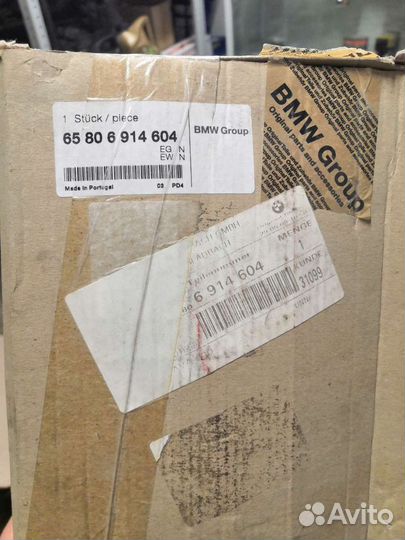 1 Stück / piece
65 80 6 914 604
BMW Group
EG N
EW N
Made in Portugal
03 PD4
BMW Group
Original parts and accessories
GMBH
MENGE
1
6 914 604
KUNDE
31099
Avito